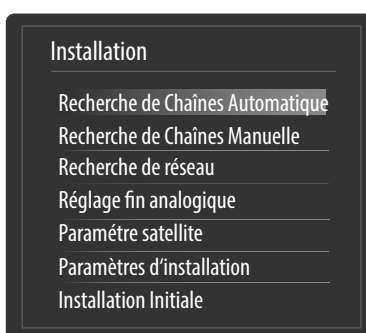 Installation
Recherche de Chaînes Automatique
Recherche de Chaînes Manuelle
Recherche de réseau
Réglage fin analogique
Paramétre satellite
Paramètres d‘installation
Installation Initiale